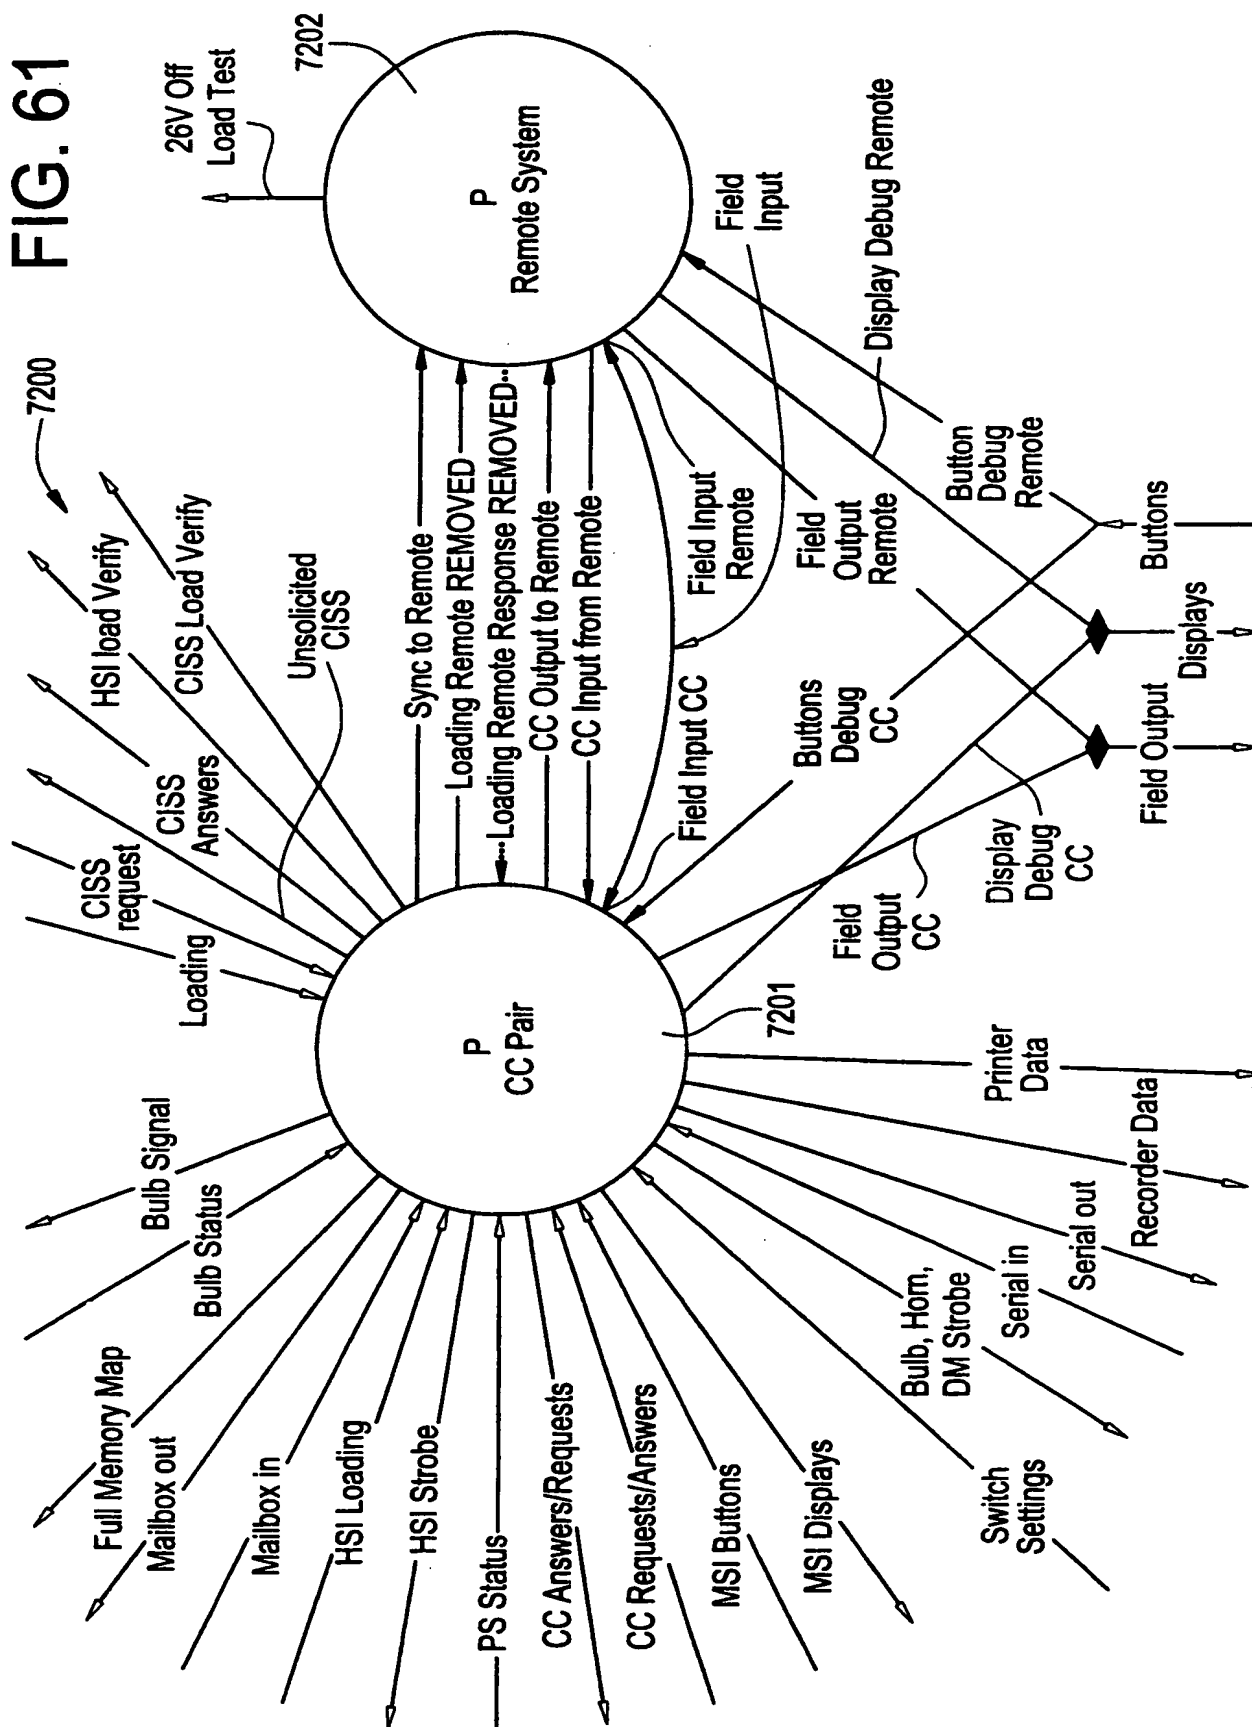 FIG. 61
7200
7202
26V Off
Load Test
P
Remote System
HSI load Verify
CISS Load Verify
Unsolicited
CISS
CISS
Answers
CISS
request
Loading
Sync to Remote
Loading Remote REMOVED
Loading Remote Response REMOVED
CC Output to Remote
CC Input from Remote
Field Input
Remote
Field Input CC
Field
Input
Display Debug Remote
Button
Debug
Remote
Field
Output
Remote
Buttons
Debug
CC
Buttons
Displays
Field Output
Display
Debug
CC
Field
Output
CC
P
CC Pair
7201
Bulb Signal
Bulb Status
Full Memory Map
Mailbox out
Mailbox in
HSI Loading
HSI Strobe
PS Status
CC Answers/Requests
CC Requests/Answers
MSI Buttons
MSI Displays
Switch
Settings
Bulb, Horn,
DM Strobe
Serial in
Serial out
Recorder Data
Printer
Data